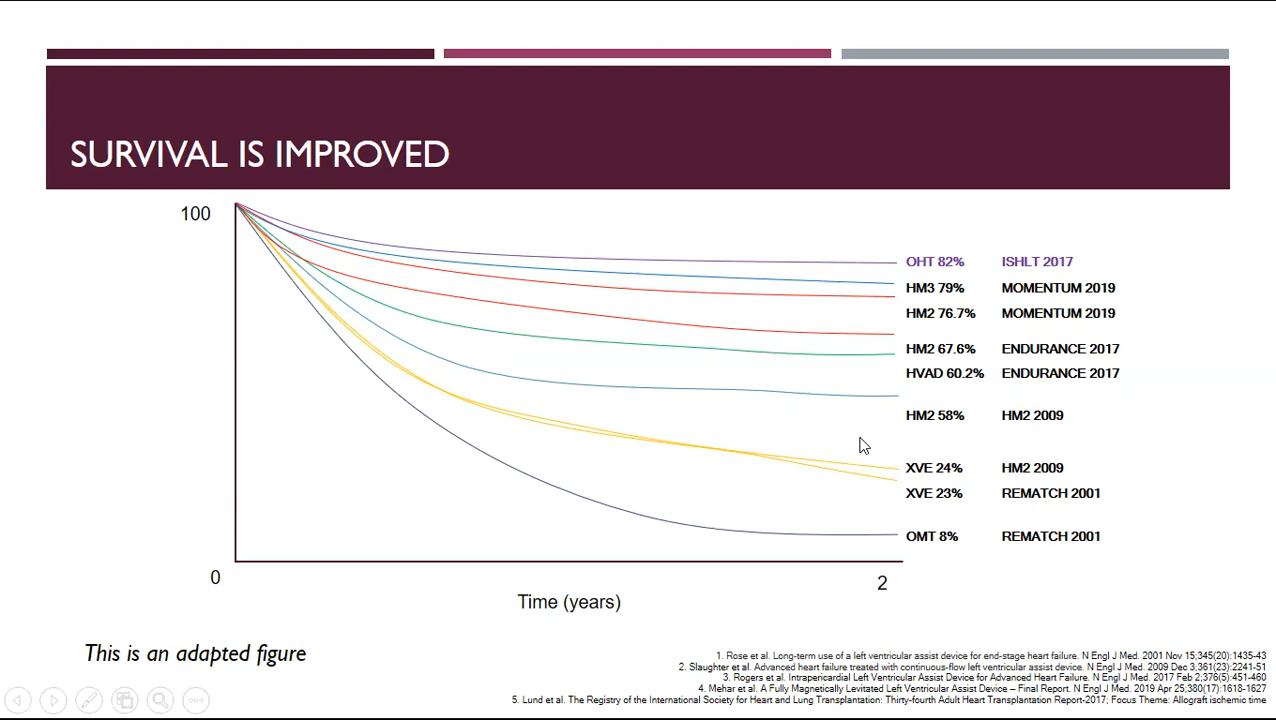 SURVIVAL IS IMPROVED
100
OHT 82% ISHLT 2017
HM3 79% MOMENTUM 2019
HM2 76.7% MOMENTUM 2019
HM2 67.6% ENDURANCE 2017
HVAD 60.2% ENDURANCE 2017
HM2 58% HM2 2009
XVE 24% HM2 2009
XVE 23% REMATCH 2001
OMT 8% REMATCH 2001
0
2
Time (years)
This is an adapted figure
1. Rose et al. Long-term use of a left ventricular assist device for end-stage heart failure. N Engl J Med. 2001 Nov 15;345(20):1435-43
2. Slaughter et al. Advanced heart failure treated with continuous-flow left ventricular assist device. N Engl J Med. 2009 Dec 3;361(23):2241-51
3. Rogers et al. Intrapericardial Left Ventricular Assist Device for Advanced Heart Failure. N Engl J Med. 2017 Feb 2;376(5):451-460
4. Mehar et al. A Fully Magnetically Levitated Left Ventricular Assist Device – Final Report. N Engl J Med. 2019 Apr 25;380(17):1618-1627
5. Lund et al. The Registry of the International Society for Heart and Lung Transplantation: Thirty-fourth Adult Heart Transplantation Report-2017; Focus Theme: Allograft ischemic time